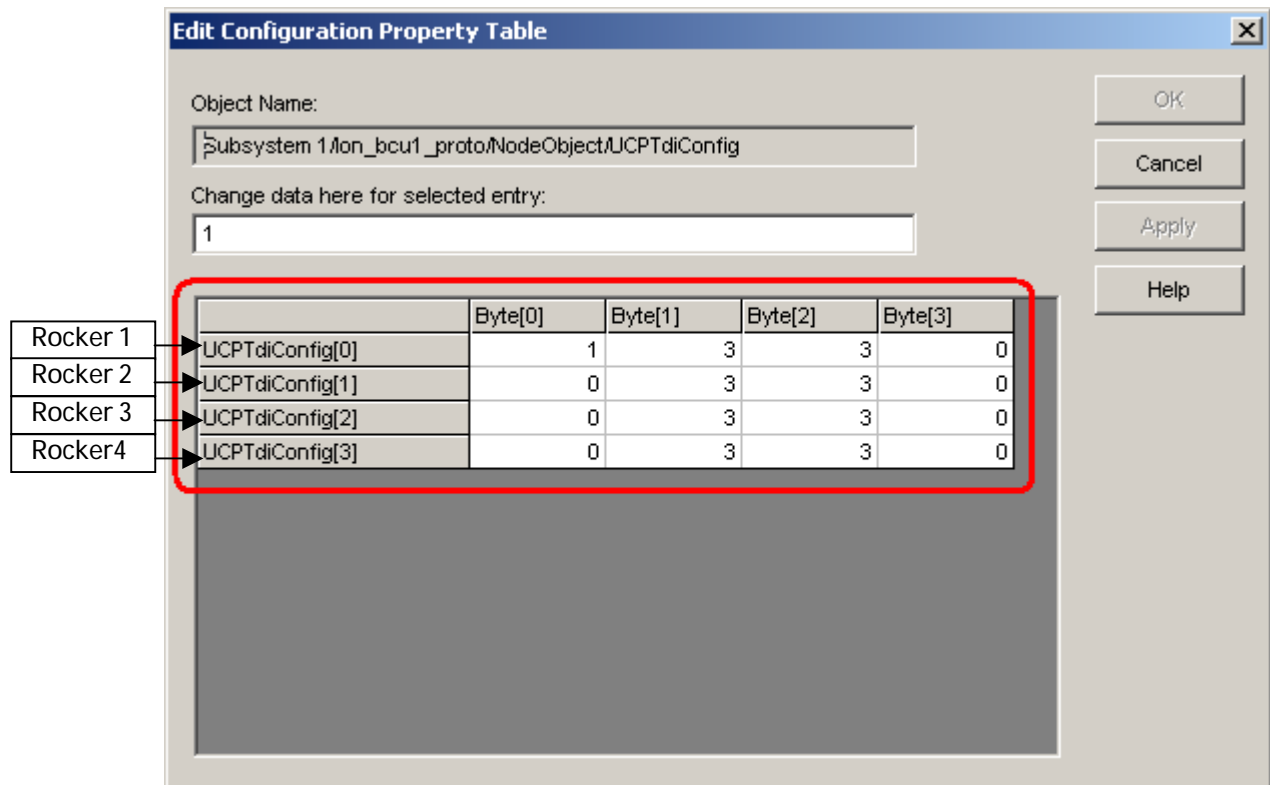 Edit Configuration Property Table
Object Name:
Subsystem 1/lon_bcu1_proto/NodeObject/UCPTdiConfig
Change data here for selected entry:
1
OK
Cancel
Apply
Help
Byte[0] Byte[1] Byte[2] Byte[3]
Rocker 1 UCPTdiConfig[0] 1 3 3 0
Rocker 2 UCPTdiConfig[1] 0 3 3 0
Rocker 3 UCPTdiConfig[2] 0 3 3 0
Rocker4 UCPTdiConfig[3] 0 3 3 0